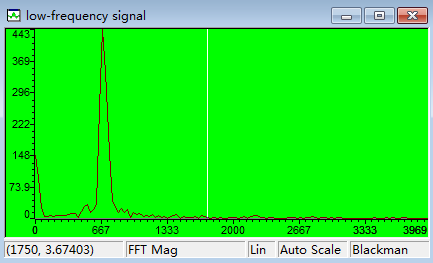 low-frequency signal
443
369
296
222
148
73.9
0
0 667 1333 2000 2667 3333 3969
(1750, 3.67403) FFT Mag Lin Auto Scale Blackman